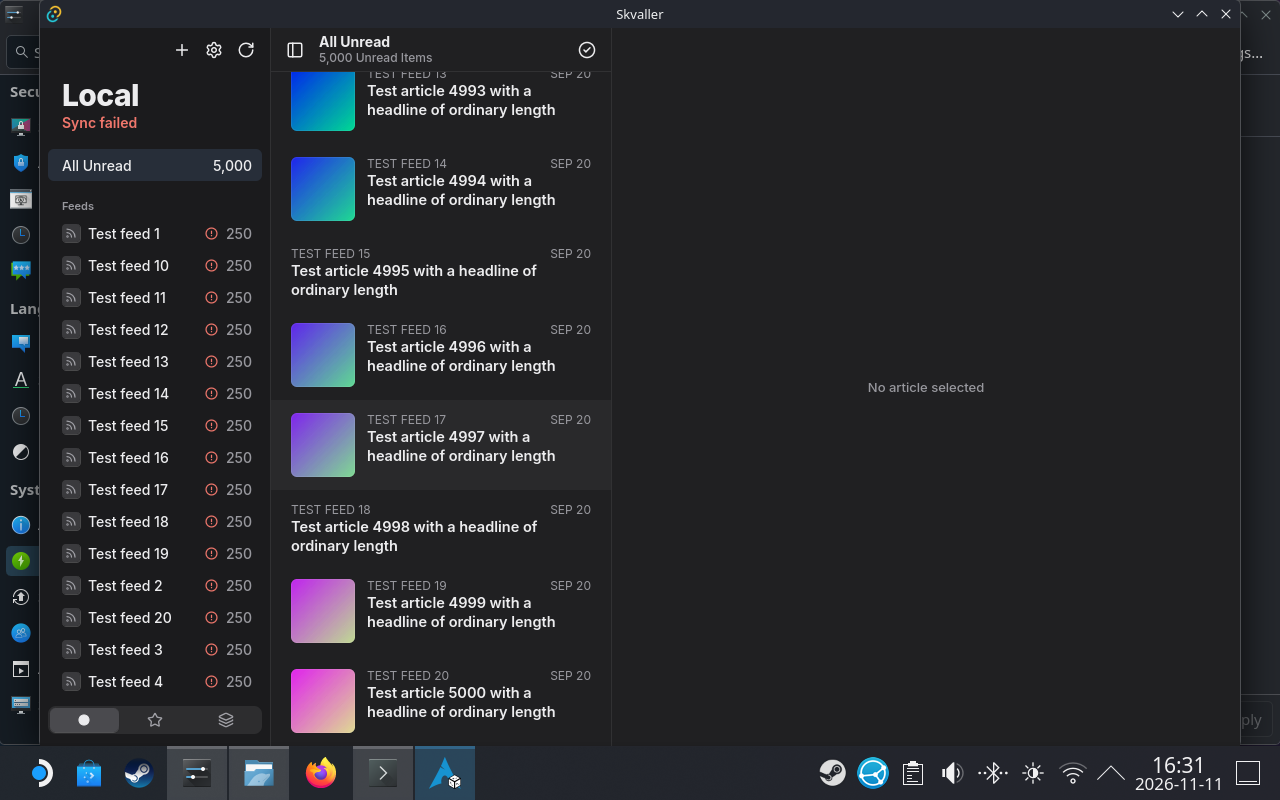 Skvaller
S
Secu
Lang
A
Syst
gs...
ply
Local
Sync failed
All Unread 5,000
Feeds
Test feed 1 250
Test feed 10 250
Test feed 11 250
Test feed 12 250
Test feed 13 250
Test feed 14 250
Test feed 15 250
Test feed 16 250
Test feed 17 250
Test feed 18 250
Test feed 19 250
Test feed 2 250
Test feed 20 250
Test feed 3 250
Test feed 4 250
All Unread
5,000 Unread Items
TEST FEED 13 SEP 20
Test article 4993 with a
headline of ordinary length
TEST FEED 14 SEP 20
Test article 4994 with a
headline of ordinary length
TEST FEED 15 SEP 20
Test article 4995 with a headline of
ordinary length
TEST FEED 16 SEP 20
Test article 4996 with a
headline of ordinary length
TEST FEED 17 SEP 20
Test article 4997 with a
headline of ordinary length
TEST FEED 18 SEP 20
Test article 4998 with a headline of
ordinary length
TEST FEED 19 SEP 20
Test article 4999 with a
headline of ordinary length
TEST FEED 20 SEP 20
Test article 5000 with a
headline of ordinary length
No article selected
16:31
2026-11-11